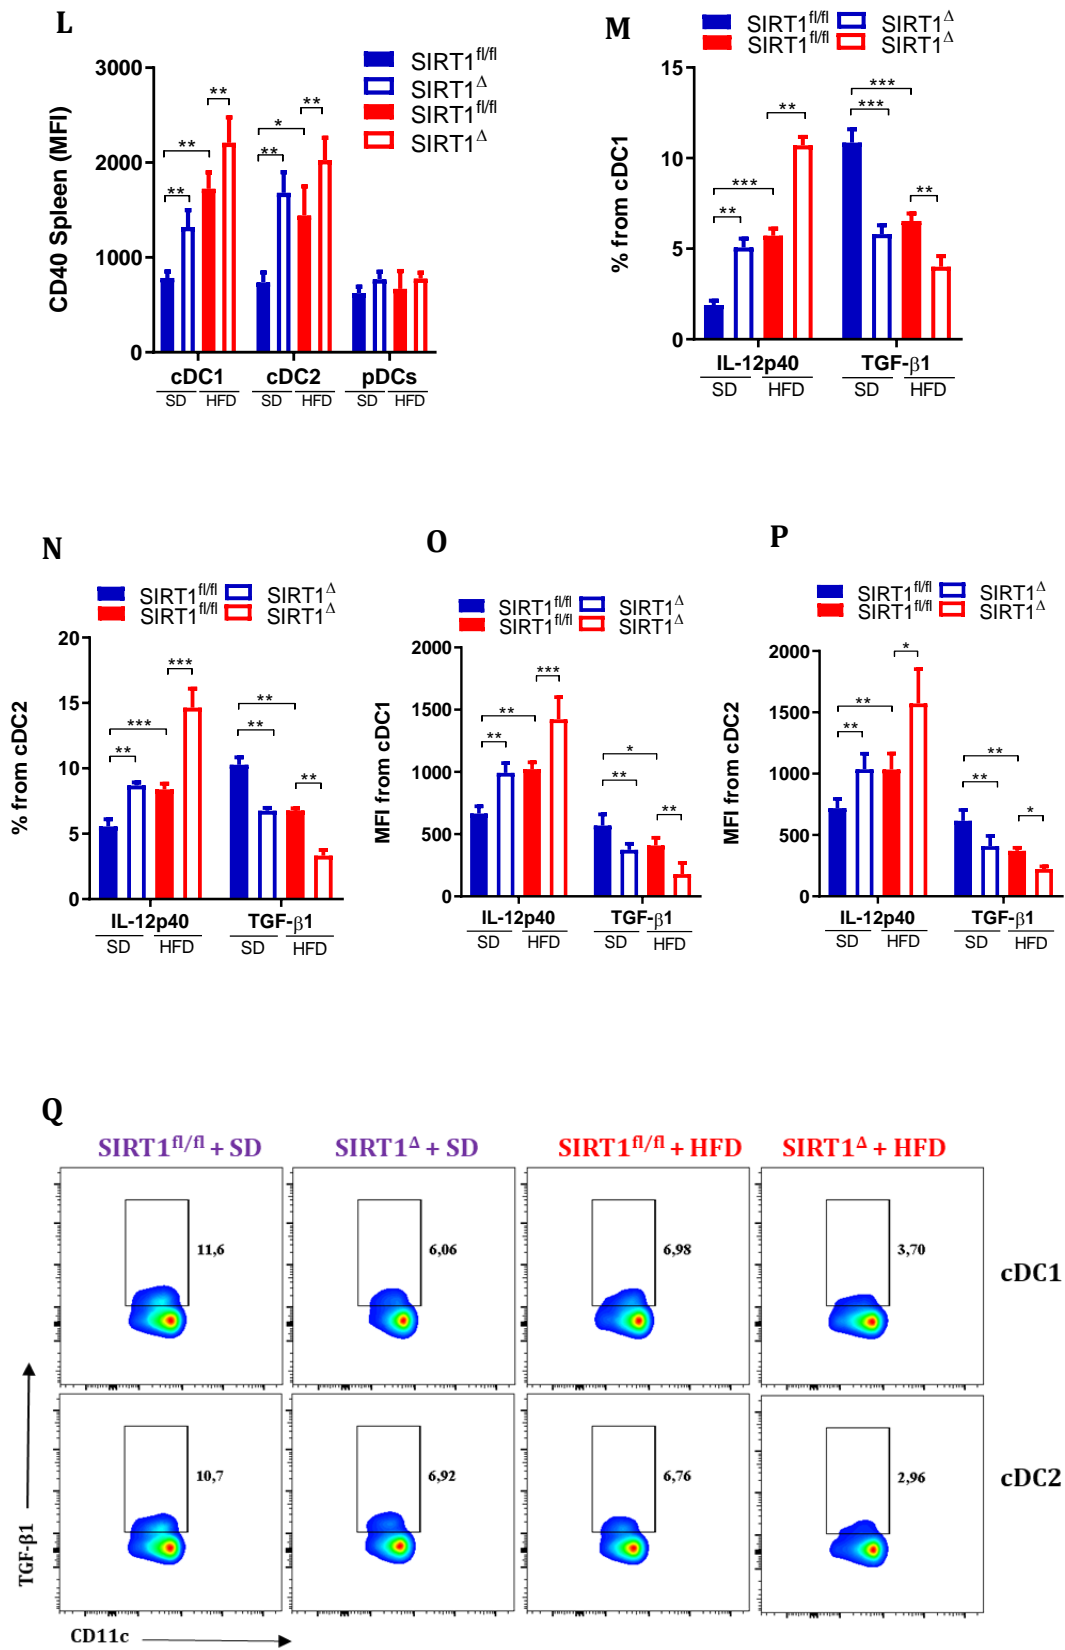 L
SIRT1fl/fl
SIRT1Δ
SIRT1fl/fl
SIRT1Δ
CD40 Spleen (MFI)
3000
2000
1000
0
**
**
**
*
**
**
cDC1 cDC2 pDCs
SD HFD SD HFD SD HFD
M
SIRT1fl/fl SIRT1Δ
SIRT1fl/fl SIRT1Δ
% from cDC1
15
10
5
0
***
***
**
***
**
**
IL-12p40 TGF-β1
SD HFD SD HFD
N
SIRT1fl/fl SIRT1Δ
SIRT1fl/fl SIRT1Δ
% from cDC2
20
15
10
5
0
***
**
***
**
**
**
IL-12p40 TGF-β1
SD HFD SD HFD
O
SIRT1fl/fl SIRT1Δ
SIRT1fl/fl SIRT1Δ
MFI from cDC1
2000
1500
1000
500
0
***
**
**
*
**
**
IL-12p40 TGF-β1
SD HFD SD HFD
P
SIRT1fl/fl SIRT1Δ
SIRT1fl/fl SIRT1Δ
MFI from cDC2
2000
1500
1000
500
0
*
**
**
**
**
*
IL-12p40 TGF-β1
SD HFD SD HFD
Q
SIRT1fl/fl + SD SIRT1Δ + SD SIRT1fl/fl + HFD SIRT1Δ + HFD
11,6 6,06 6,98 3,70 cDC1
10,7 6,92 6,76 2,96 cDC2
TGF-β1
CD11c